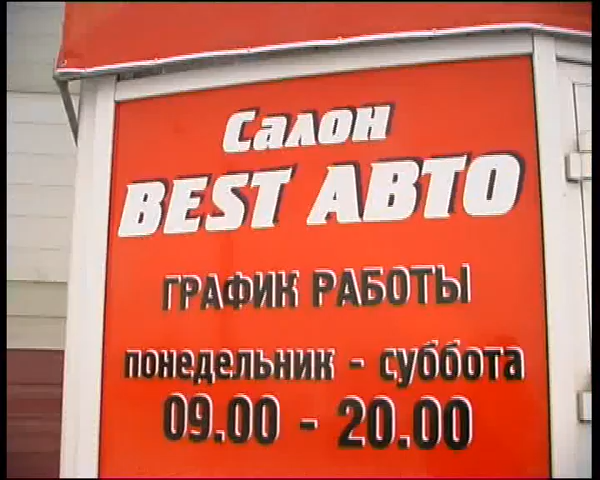 Салон
BEST АВТО
ГРАФИК РАБОТЫ
понедельник - суббота
09.00 - 20.00